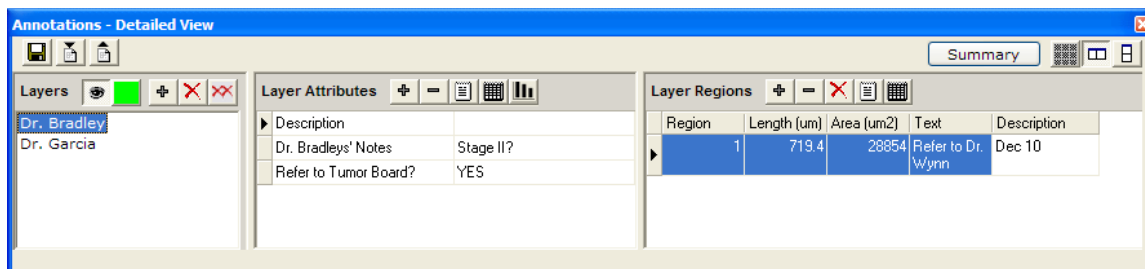 Annotations - Detailed View
Summary
Layers
Layer Attributes
Layer Regions
Dr. Bradley
Dr. Garcia
Description
Dr. Bradleys' Notes Stage II?
Refer to Tumor Board? YES
Region Length (um) Area (um2) Text Description
1 719.4 28854 Refer to Dr. Dec 10
Wynn